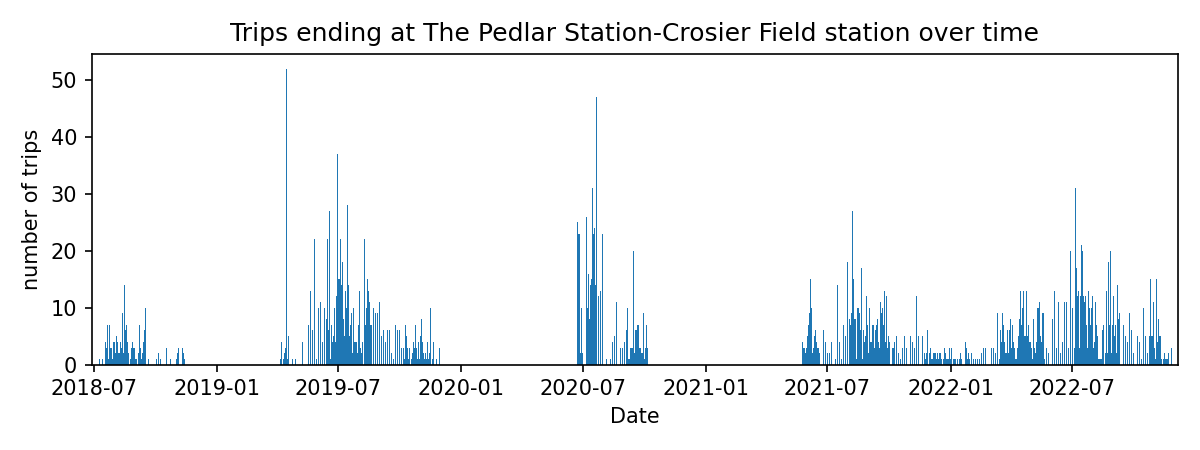 Trips ending at The Pedlar Station-Crosier Field station over time
number of trips
50
40
30
20
10
0
2018-07 2019-01 2019-07 2020-01 2020-07 2021-01 2021-07 2022-01 2022-07
Date